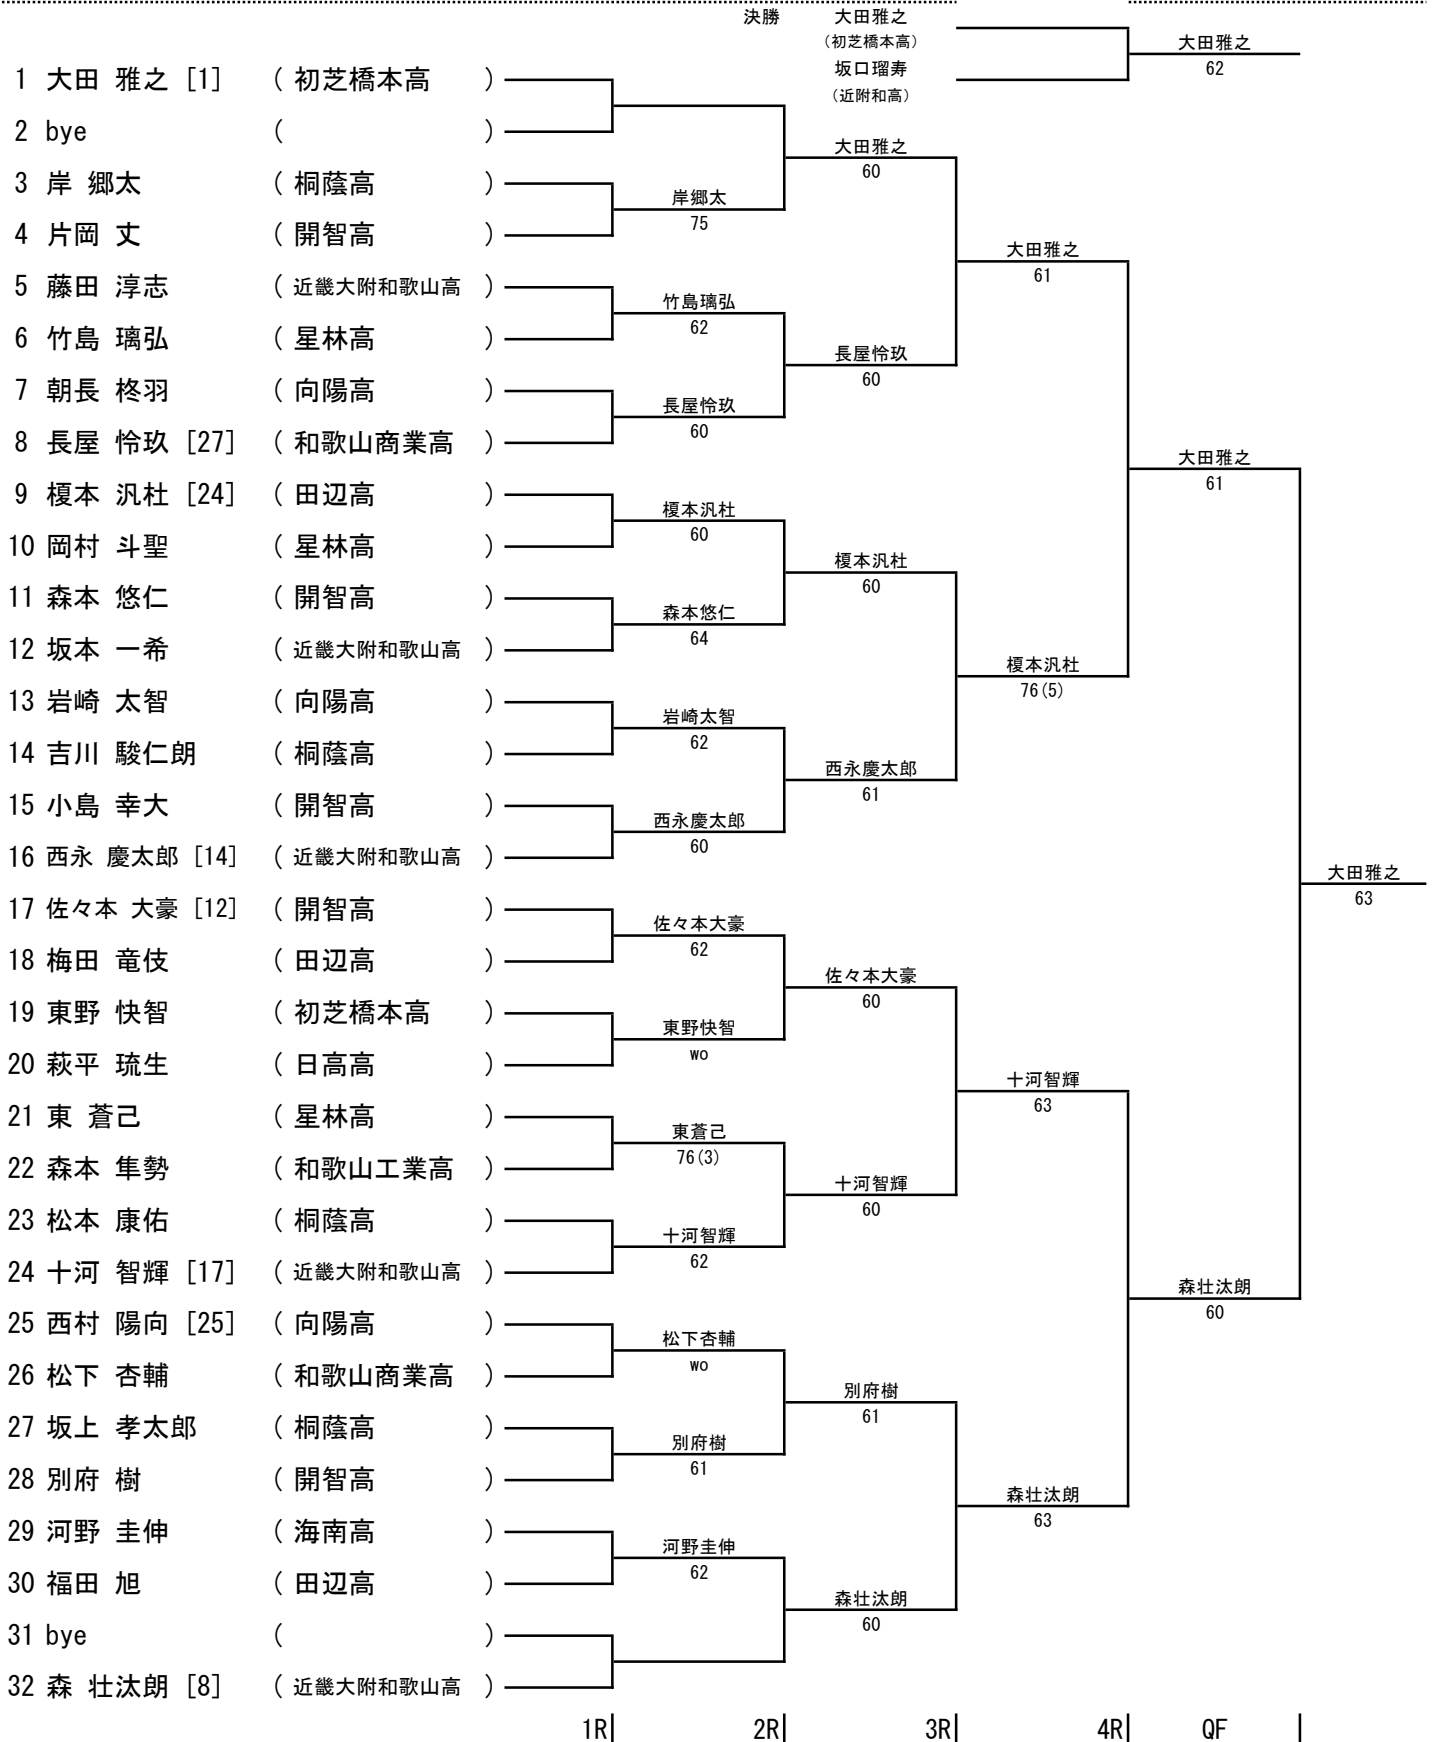 決勝 大田雅之
(初芝橋本高)
坂口瑠寿
(近附和高)
大田雅之
62
1 大田 雅之 [1] ( 初芝橋本高 )
2 bye ( )
3 岸 郷太 ( 桐蔭高 )
4 片岡 丈 ( 開智高 )
5 藤田 淳志 ( 近畿大附和歌山高 )
6 竹島 璃弘 ( 星林高 )
7 朝長 柊羽 ( 向陽高 )
8 長屋 怜玖 [27] ( 和歌山商業高 )
9 榎本 汎杜 [24] ( 田辺高 )
10 岡村 斗聖 ( 星林高 )
11 森本 悠仁 ( 開智高 )
12 坂本 一希 ( 近畿大附和歌山高 )
13 岩崎 太智 ( 向陽高 )
14 吉川 駿仁朗 ( 桐蔭高 )
15 小島 幸大 ( 開智高 )
16 西永 慶太郎 [14] ( 近畿大附和歌山高 )
17 佐々本 大豪 [12] ( 開智高 )
18 梅田 竜伎 ( 田辺高 )
19 東野 快智 ( 初芝橋本高 )
20 萩平 琉生 ( 日高高 )
21 東 蒼己 ( 星林高 )
22 森本 隼勢 ( 和歌山工業高 )
23 松本 康佑 ( 桐蔭高 )
24 十河 智輝 [17] ( 近畿大附和歌山高 )
25 西村 陽向 [25] ( 向陽高 )
26 松下 杏輔 ( 和歌山商業高 )
27 坂上 孝太郎 ( 桐蔭高 )
28 別府 樹 ( 開智高 )
29 河野 圭伸 ( 海南高 )
30 福田 旭 ( 田辺高 )
31 bye ( )
32 森 壮汰朗 [8] ( 近畿大附和歌山高 )
岸郷太
75
竹島璃弘
62
長屋怜玖
60
榎本汎杜
60
森本悠仁
64
岩崎太智
62
西永慶太郎
60
佐々本大豪
62
東野快智
wo
東蒼己
76(3)
十河智輝
62
松下杏輔
wo
別府樹
61
河野圭伸
62
大田雅之
60
長屋怜玖
60
榎本汎杜
60
西永慶太郎
61
佐々本大豪
60
十河智輝
60
別府樹
61
森壮汰朗
60
大田雅之
61
榎本汎杜
76(5)
十河智輝
63
森壮汰朗
63
大田雅之
61
森壮汰朗
60
大田雅之
63
1R 2R 3R 4R QF